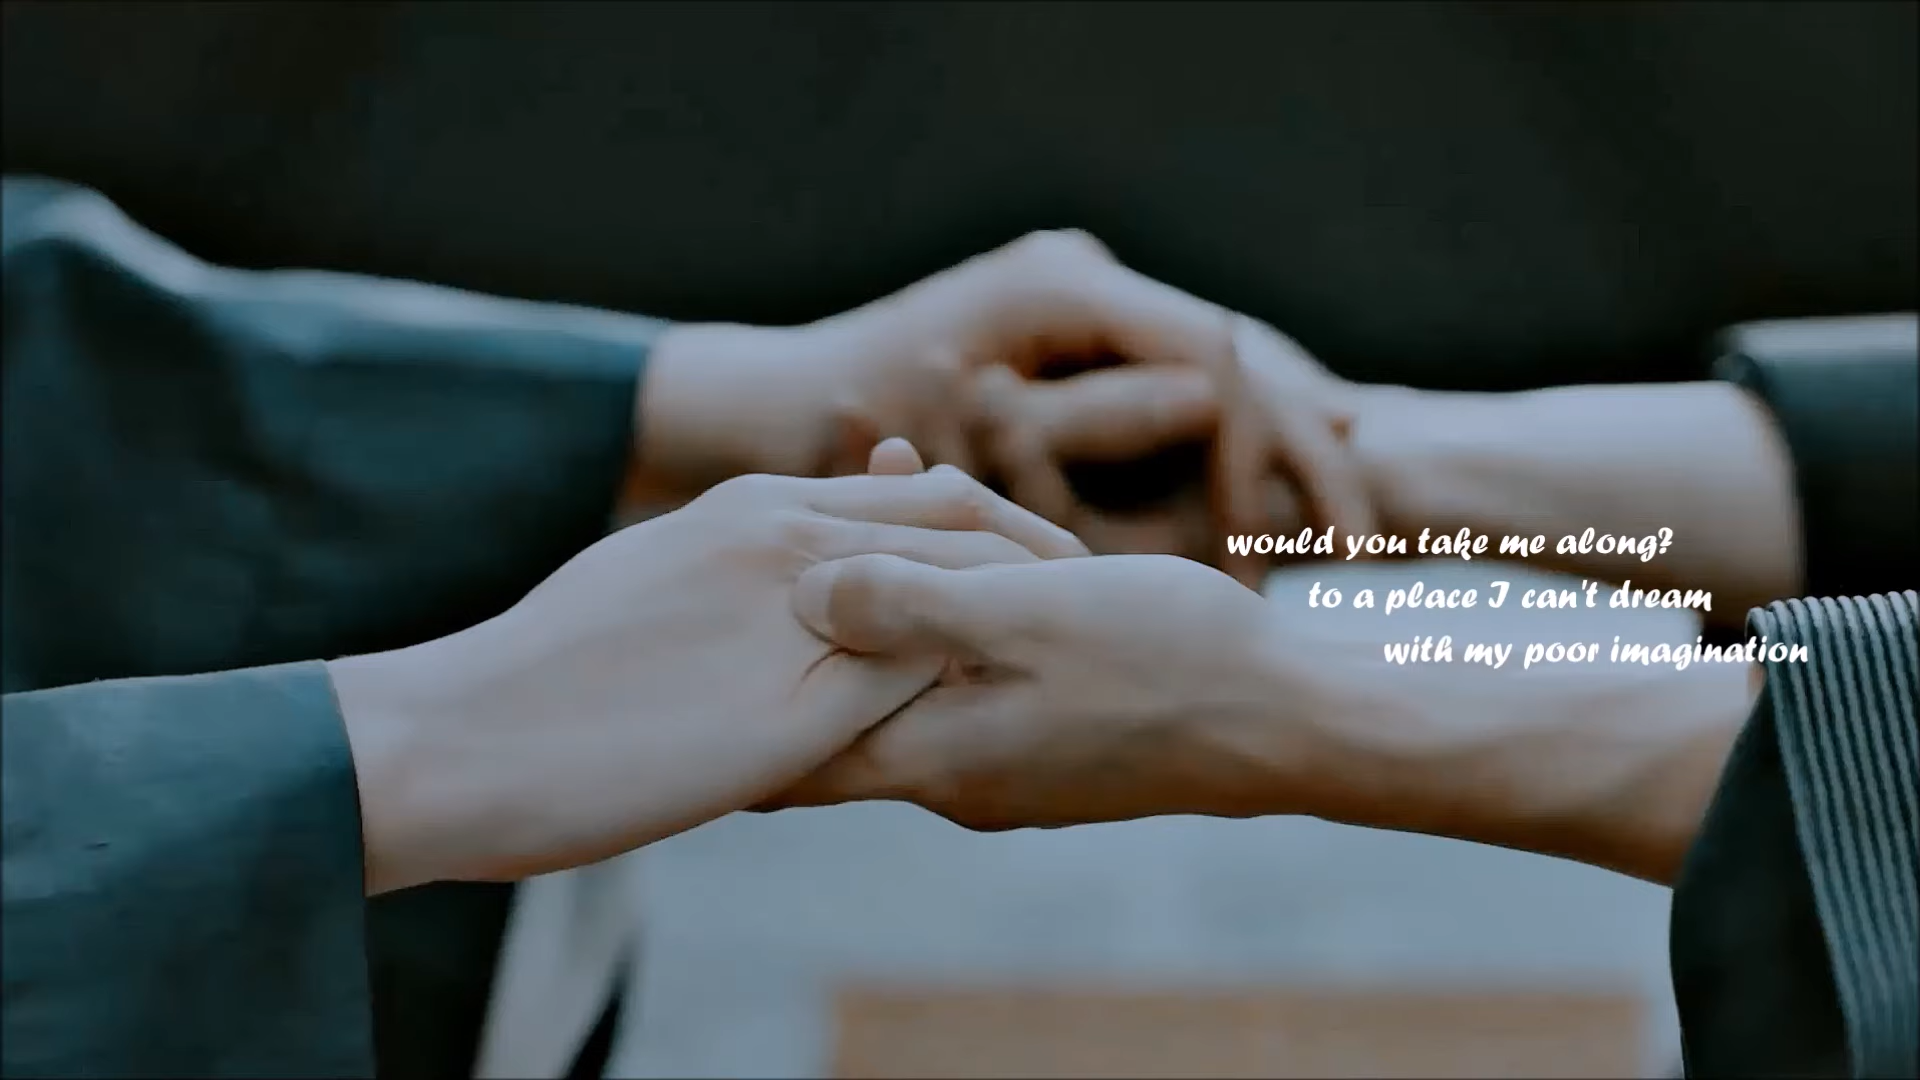 would you take me along?
to a place I can't dream
with my poor imagination